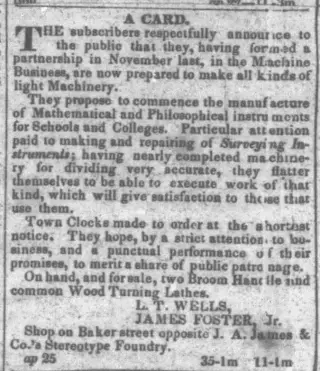 A CARD.
THE subscribers respectfully announce to
the public that they, having formed a
partnership in November last, in the Machine
Business, are now prepared to make all kinds of
light Machinery.
They propose to commence the manufacture
of Mathematical and Philosophical instruments
for Schools and Colleges. Particular attention
paid to making and repairing of Surveying In-
struments; having nearly completed machine-
ry for dividing very accurate, they flatter
themselves to be able to execute work of that
kind, which will give satisfaction to those that
use them.
Town Clocks made to order at the shortest
notice. They hope, by a strict attention to bu-
siness, and a punctual performance of their
promises, to merit a share of public patronage.
On hand, and for sale, two Broom Handle and
common Wood Turning Lathes.
L. T. WELLS,
JAMES FOSTER, Jr.
Shop on Baker street opposite J. A. James &
Co.'s Stereotype Foundry.
ap 25 35-1m 11-1m